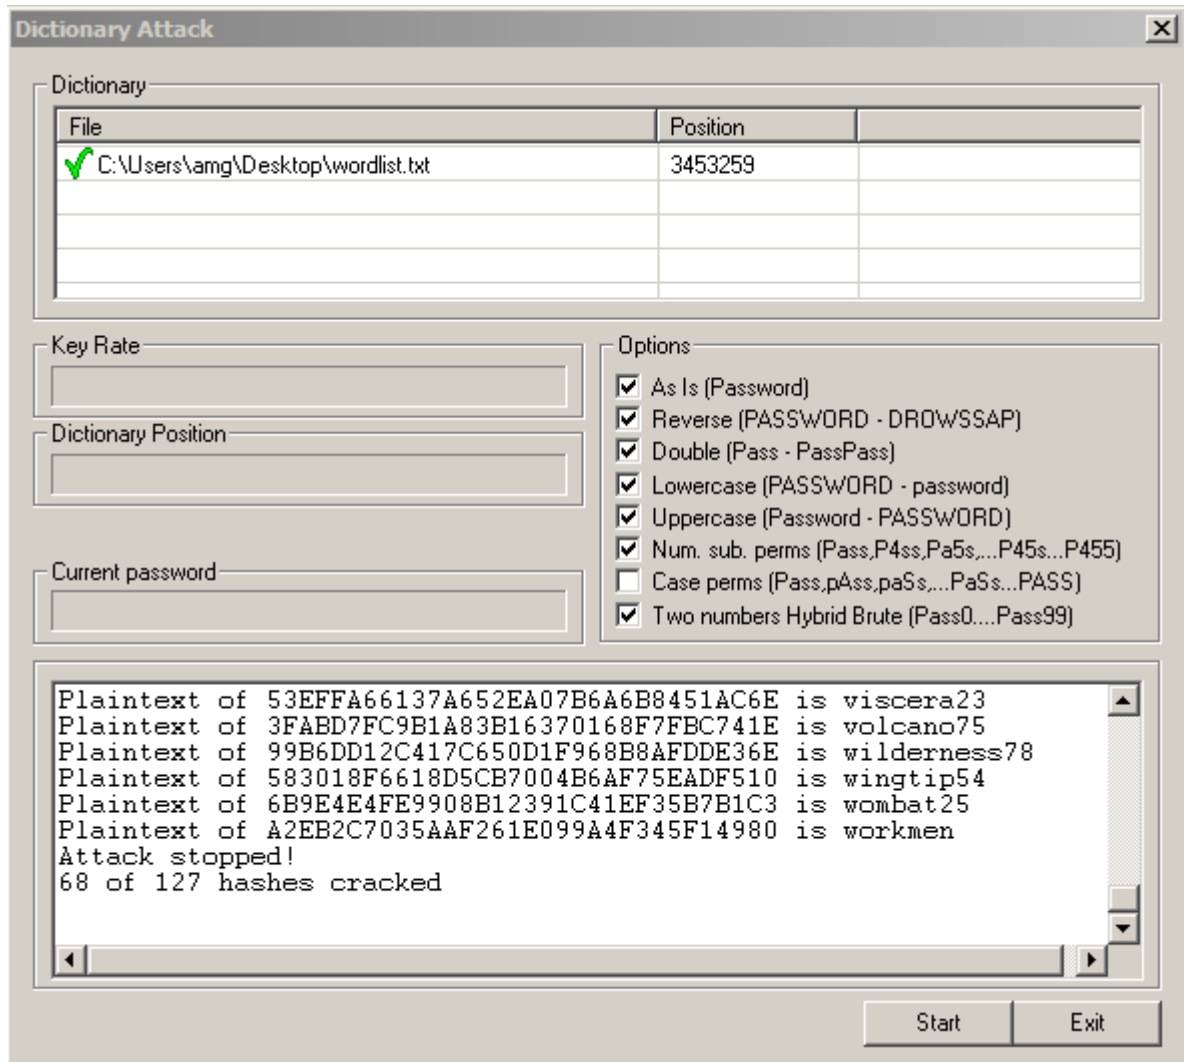 Dictionary Attack
Dictionary
File Position
C:\Users\amg\Desktop\wordlist.txt 3453259
Key Rate
Dictionary Position
Current password
Options
As Is (Password)
Reverse (PASSWORD - DROWSSAP)
Double (Pass - PassPass)
Lowercase (PASSWORD - password)
Uppercase (Password - PASSWORD)
Num. sub. perms (Pass,P4ss,Pa5s,...P45s...P455)
Case perms (Pass,pAss,paSs,...PaSs...PASS)
Two numbers Hybrid Brute (Pass0....Pass99)
Plaintext of 53EFFA66137A652EA07B6A6B8451AC6E is viscera23
Plaintext of 3FABD7FC9B1A83B16370168F7FBC741E is volcano75
Plaintext of 99B6DD12C417C650D1F968B8AFDDE36E is wilderness78
Plaintext of 583018F6618D5CB7004B6AF75EADF510 is wingtip54
Plaintext of 6B9E4E4FE9908B12391C41EF35B7B1C3 is wombat25
Plaintext of A2EB2C7035AAF261E099A4F345F14980 is workmen
Attack stopped!
68 of 127 hashes cracked
Start Exit